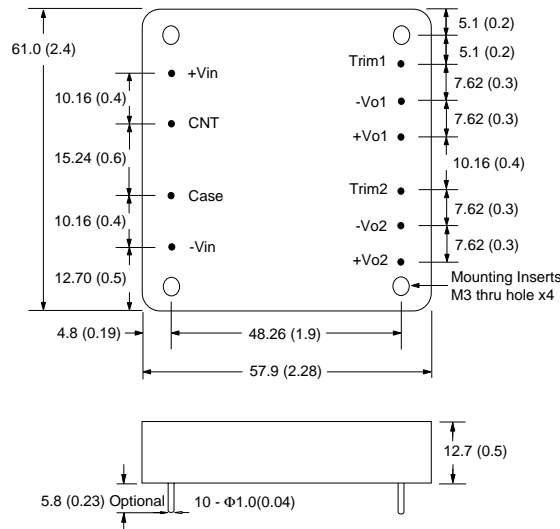 61.0 (2.4)
10.16 (0.4)
15.24 (0.6)
10.16 (0.4)
12.70 (0.5)
+Vin
CNT
Case
-Vin
Trim1
-Vo1
+Vo1
Trim2
-Vo2
+Vo2
5.1 (0.2)
5.1 (0.2)
7.62 (0.3)
7.62 (0.3)
10.16 (0.4)
7.62 (0.3)
7.62 (0.3)
Mounting Inserts
M3 thru hole x4
4.8 (0.19)
48.26 (1.9)
57.9 (2.28)
12.7 (0.5)
5.8 (0.23) Optional
10 - Φ1.0(0.04)